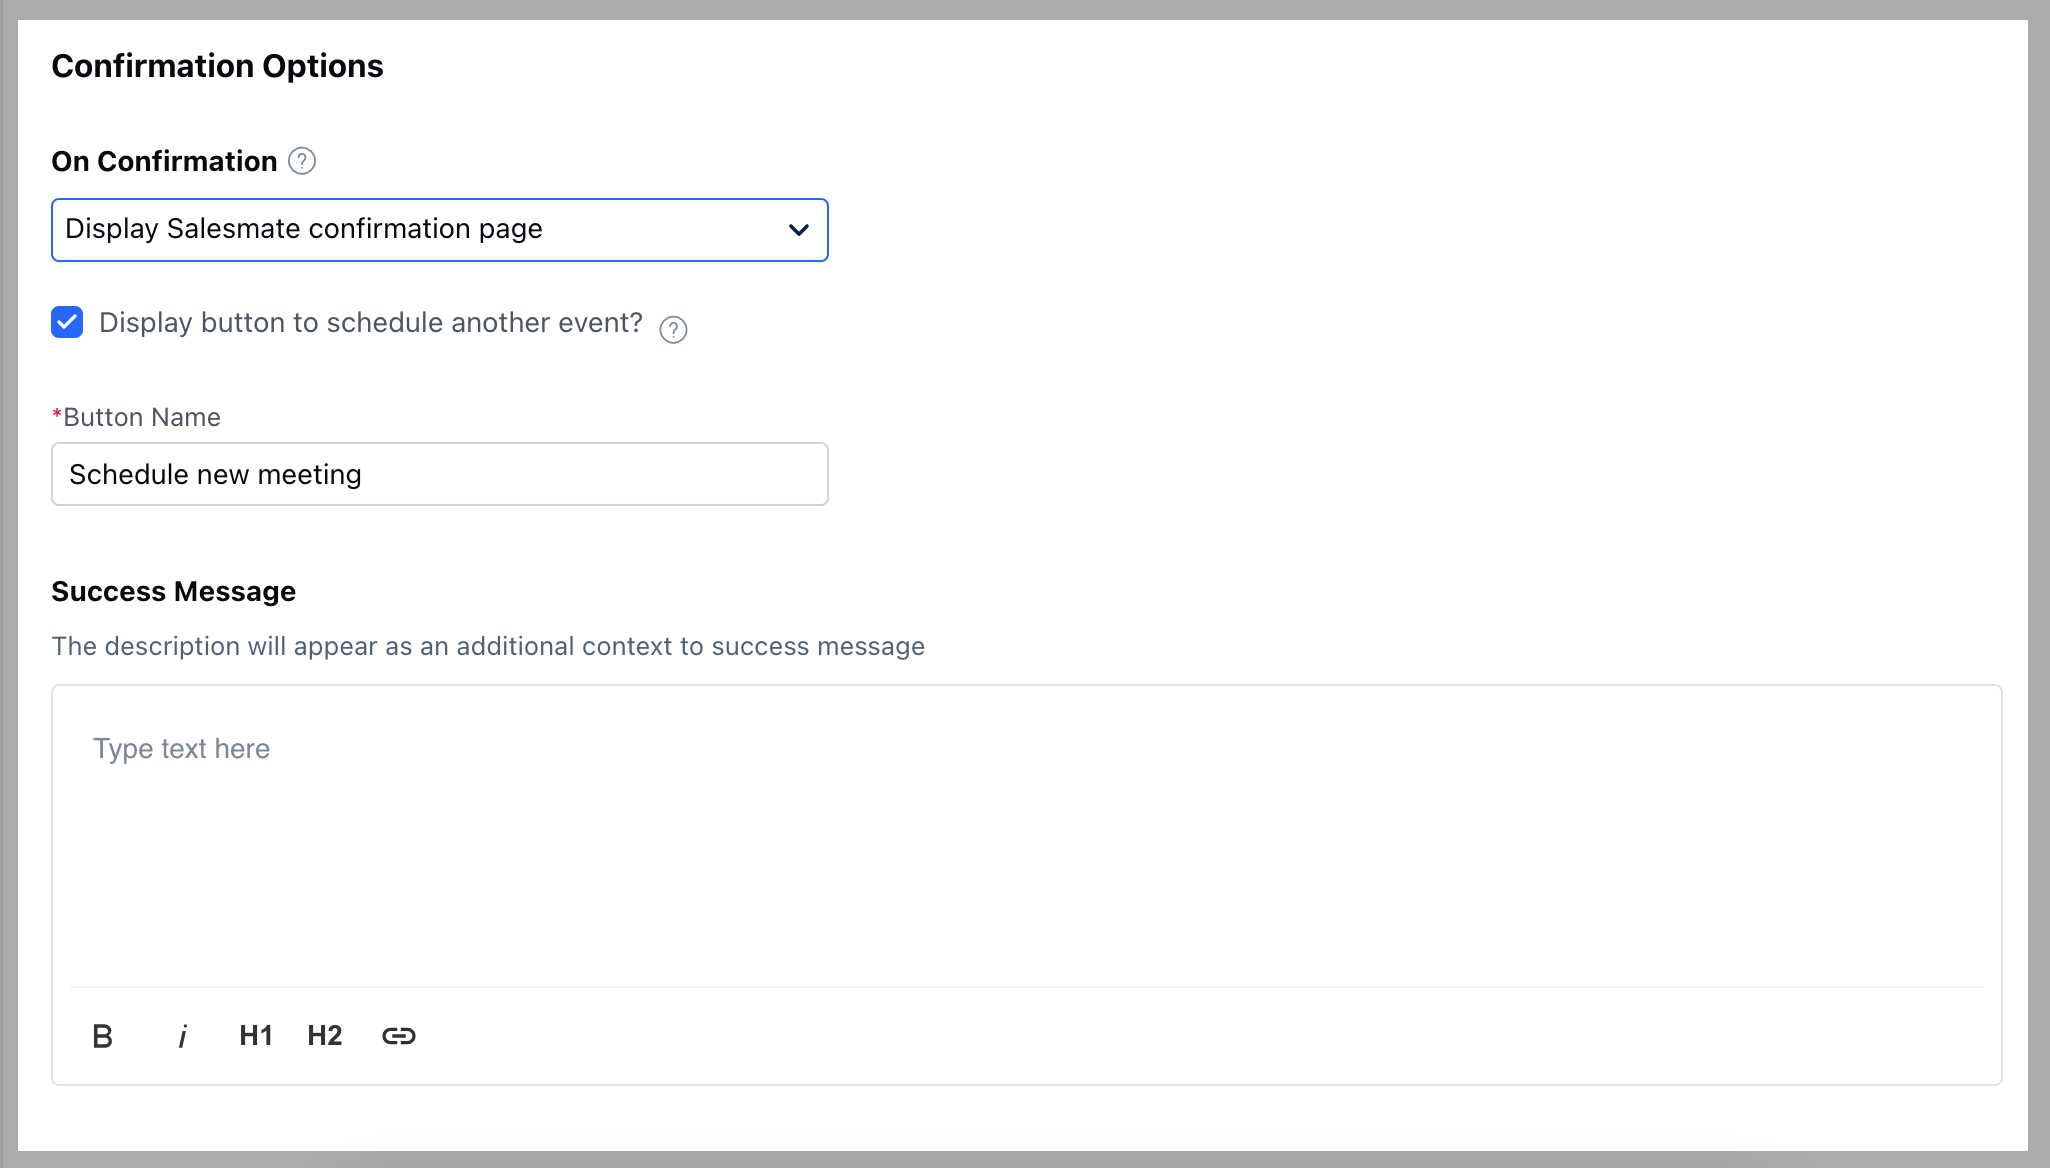 Confirmation Options
On Confirmation ?
Display Salesmate confirmation page
Display button to schedule another event? ?
*Button Name
Schedule new meeting
Success Message
The description will appear as an additional context to success message
Type text here
B i H1 H2